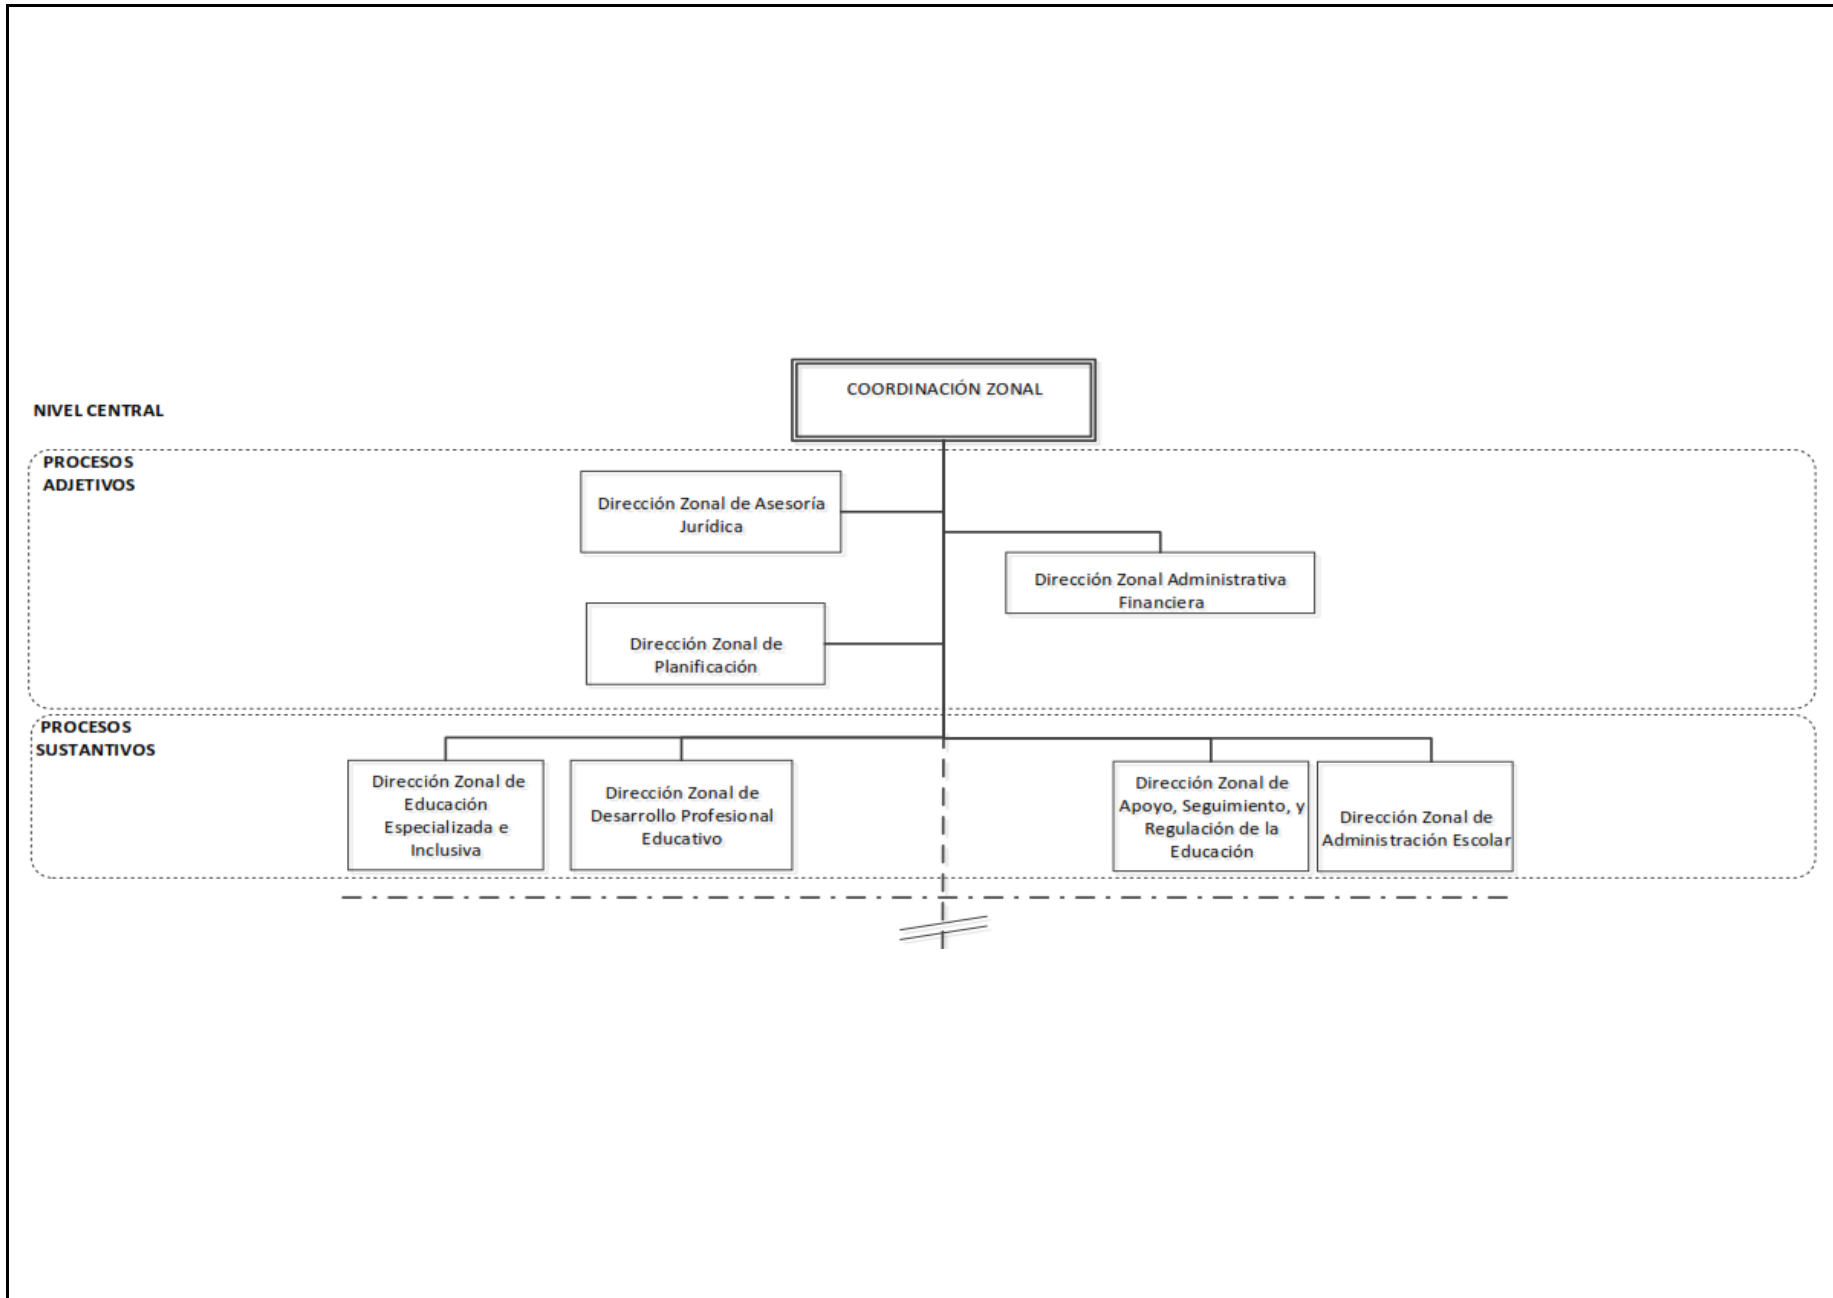 COORDINACIÓN ZONAL
NIVEL CENTRAL
PROCESOS
ADJETIVOS
Dirección Zonal de Asesoría
Jurídica
Dirección Zonal Administrativa
Financiera
Dirección Zonal de
Planificación
PROCESOS
SUSTANTIVOS
Dirección Zonal de
Educación
Especializada e
Inclusiva
Dirección Zonal de
Desarrollo Profesional
Educativo
Dirección Zonal de
Apoyo, Seguimiento, y
Regulación de la
Educación
Dirección Zonal de
Administración Escolar